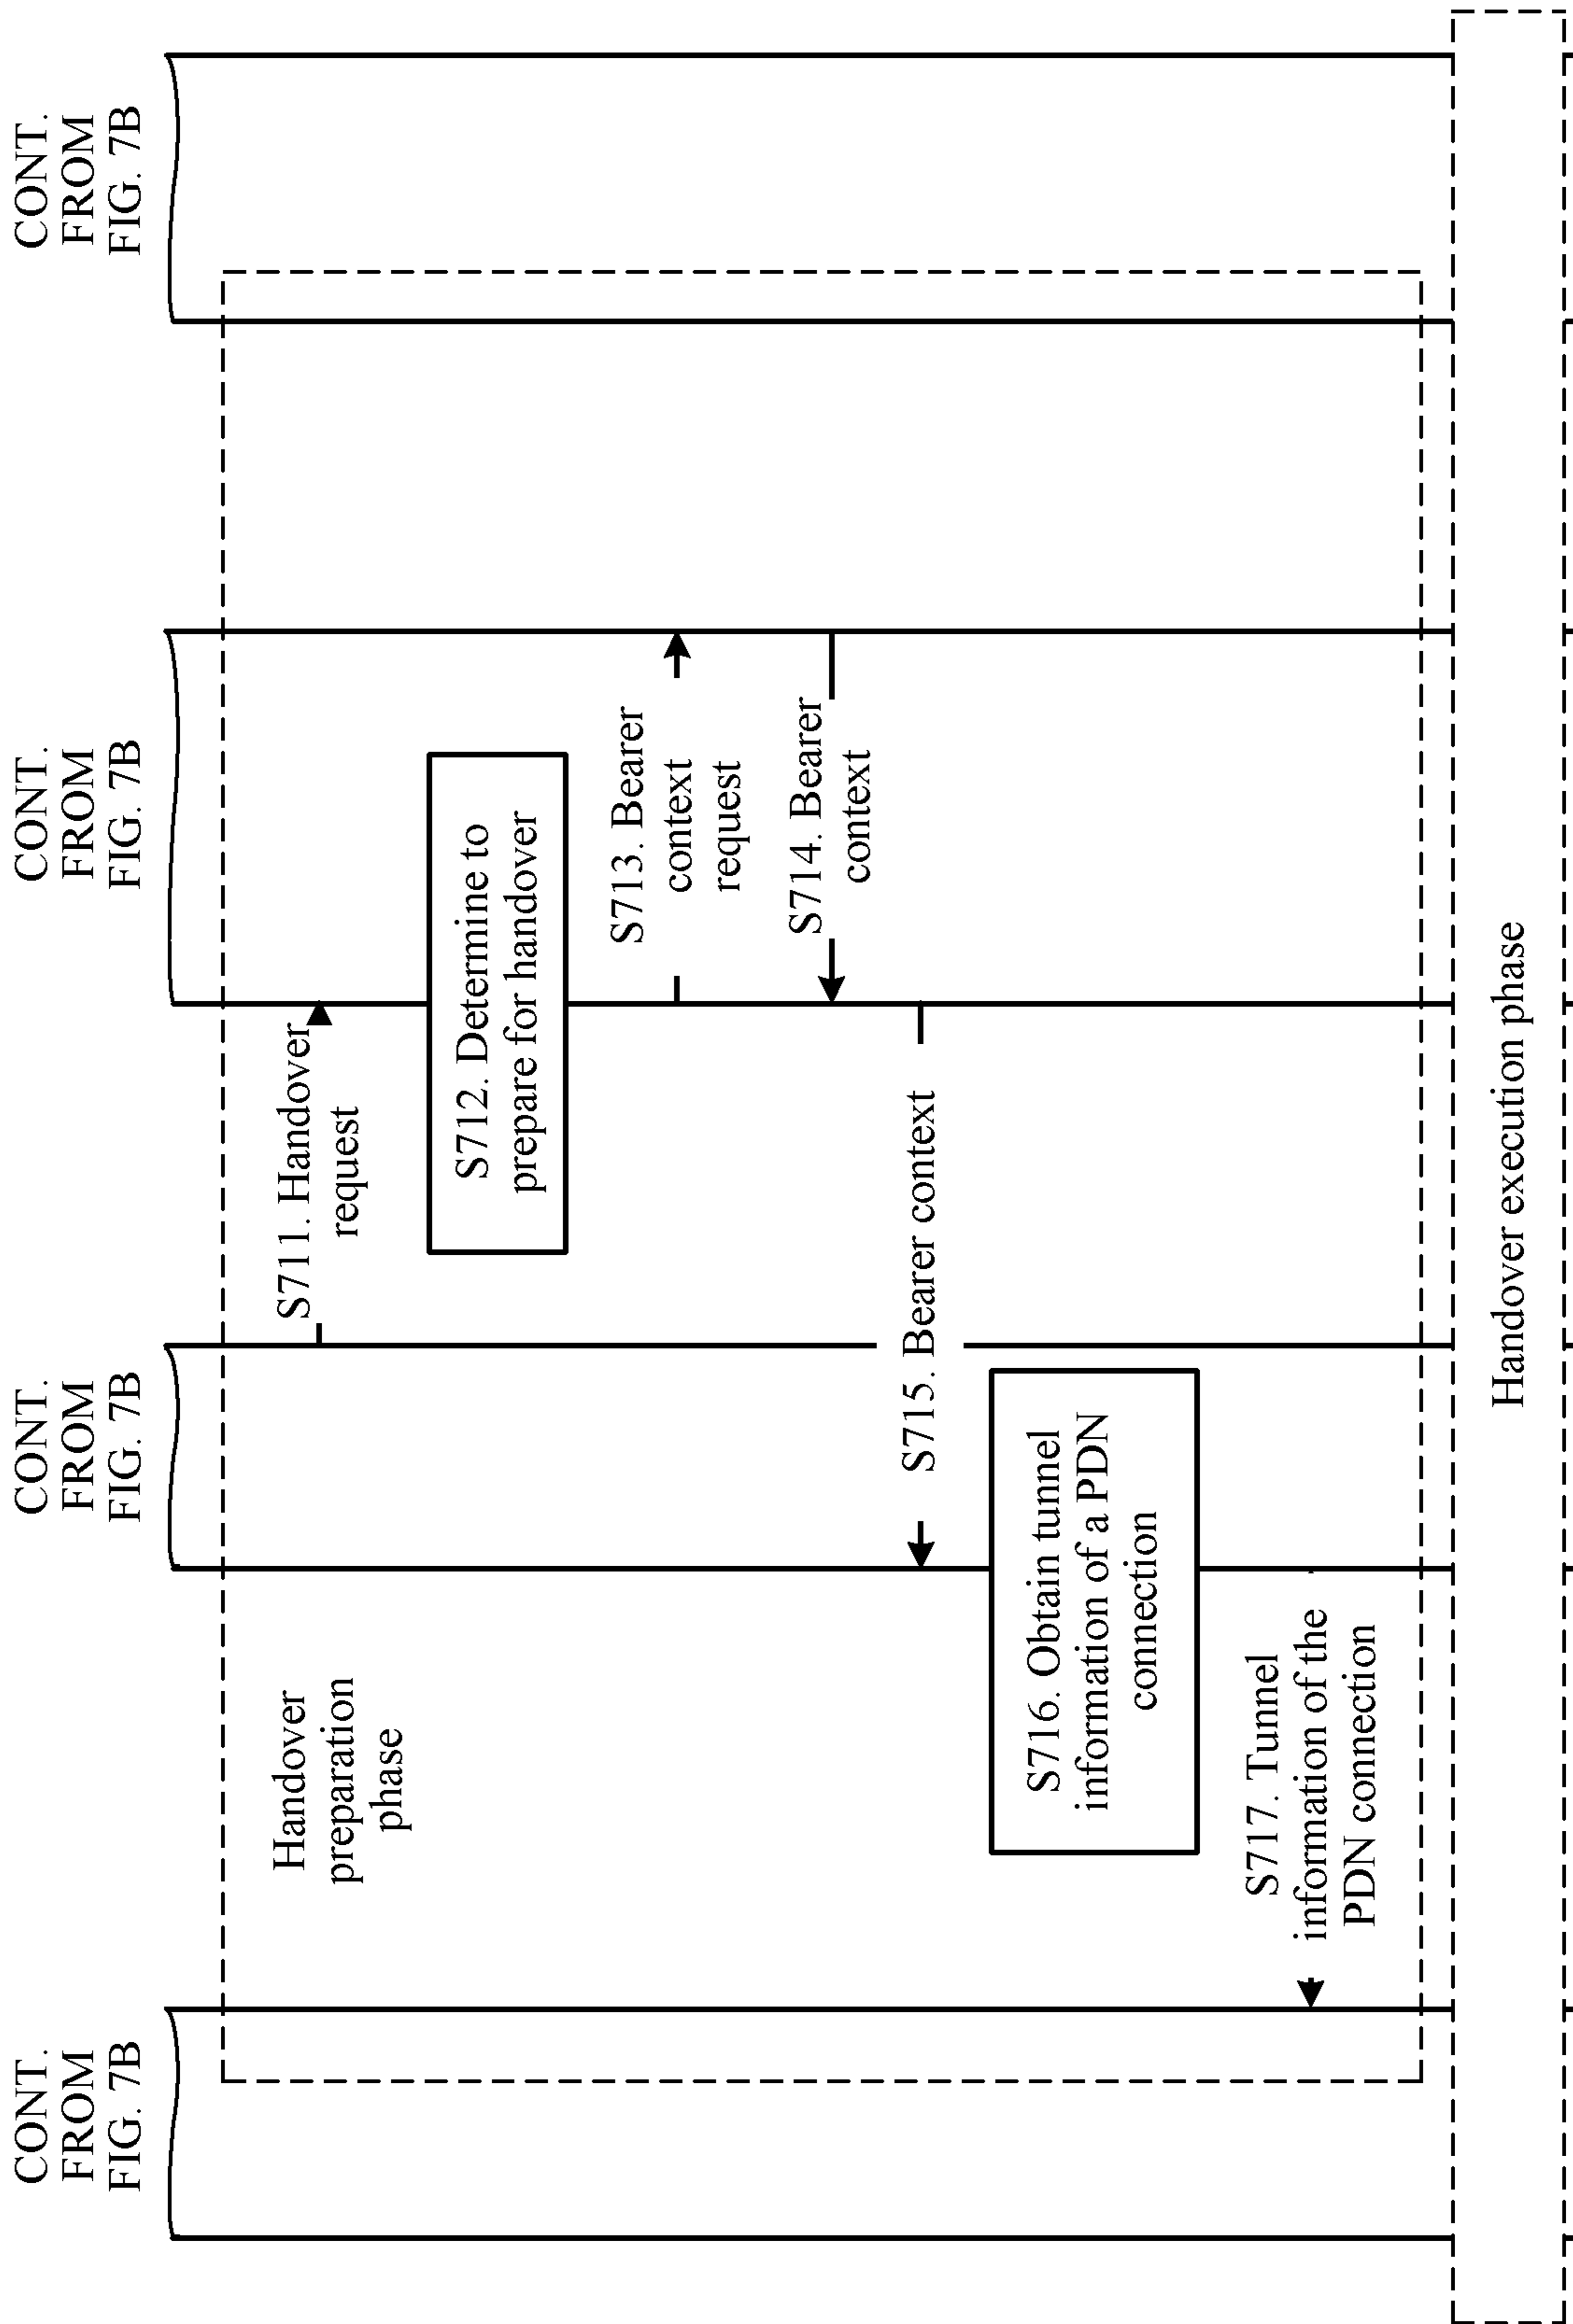 CONT.
FROM
FIG. 7B
CONT.
FROM
FIG. 7B
CONT.
FROM
FIG. 7B
CONT.
FROM
FIG. 7B
Handover
preparation
phase
S711. Handover
request
S712. Determine to
prepare for handover
S713. Bearer
context
request
S714. Bearer
context
S715. Bearer context
S716. Obtain tunnel
information of a PDN
connection
S717. Tunnel
information of the
PDN connection
Handover execution phase